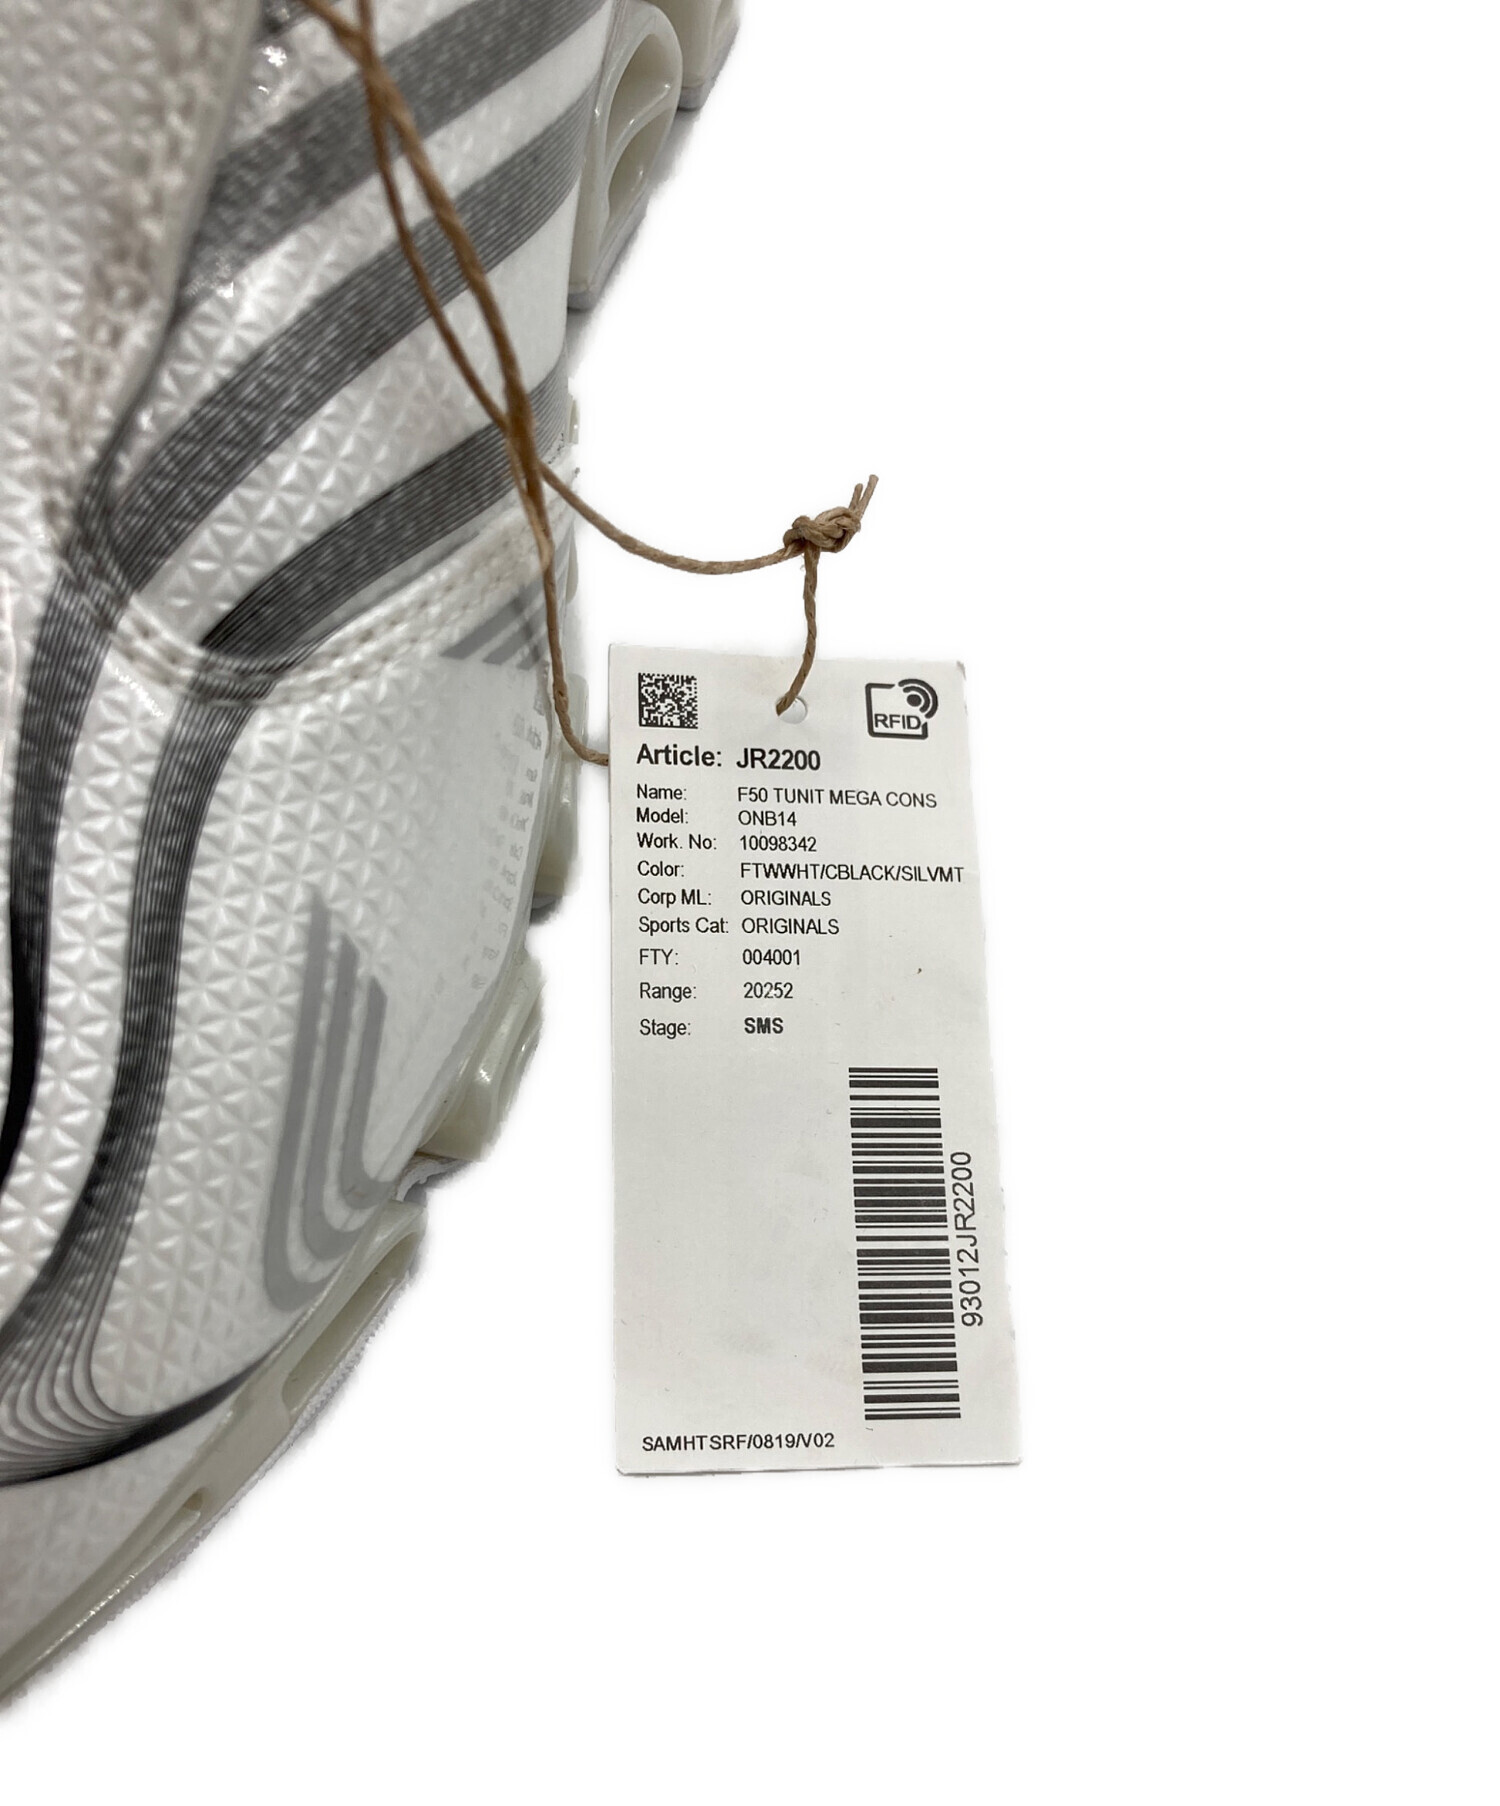 RFID
Article: JR2200
Name: F50 TUNIT MEGA CONS
Model: ONB14
Work. No: 10098342
Color: FTWWHT/CBLACK/SILVMT
Corp ML: ORIGINALS
Sports Cat: ORIGINALS
FTY: 004001
Range: 20252
Stage: SMS
93012JR2200
SAMHTSRF/0819/V02